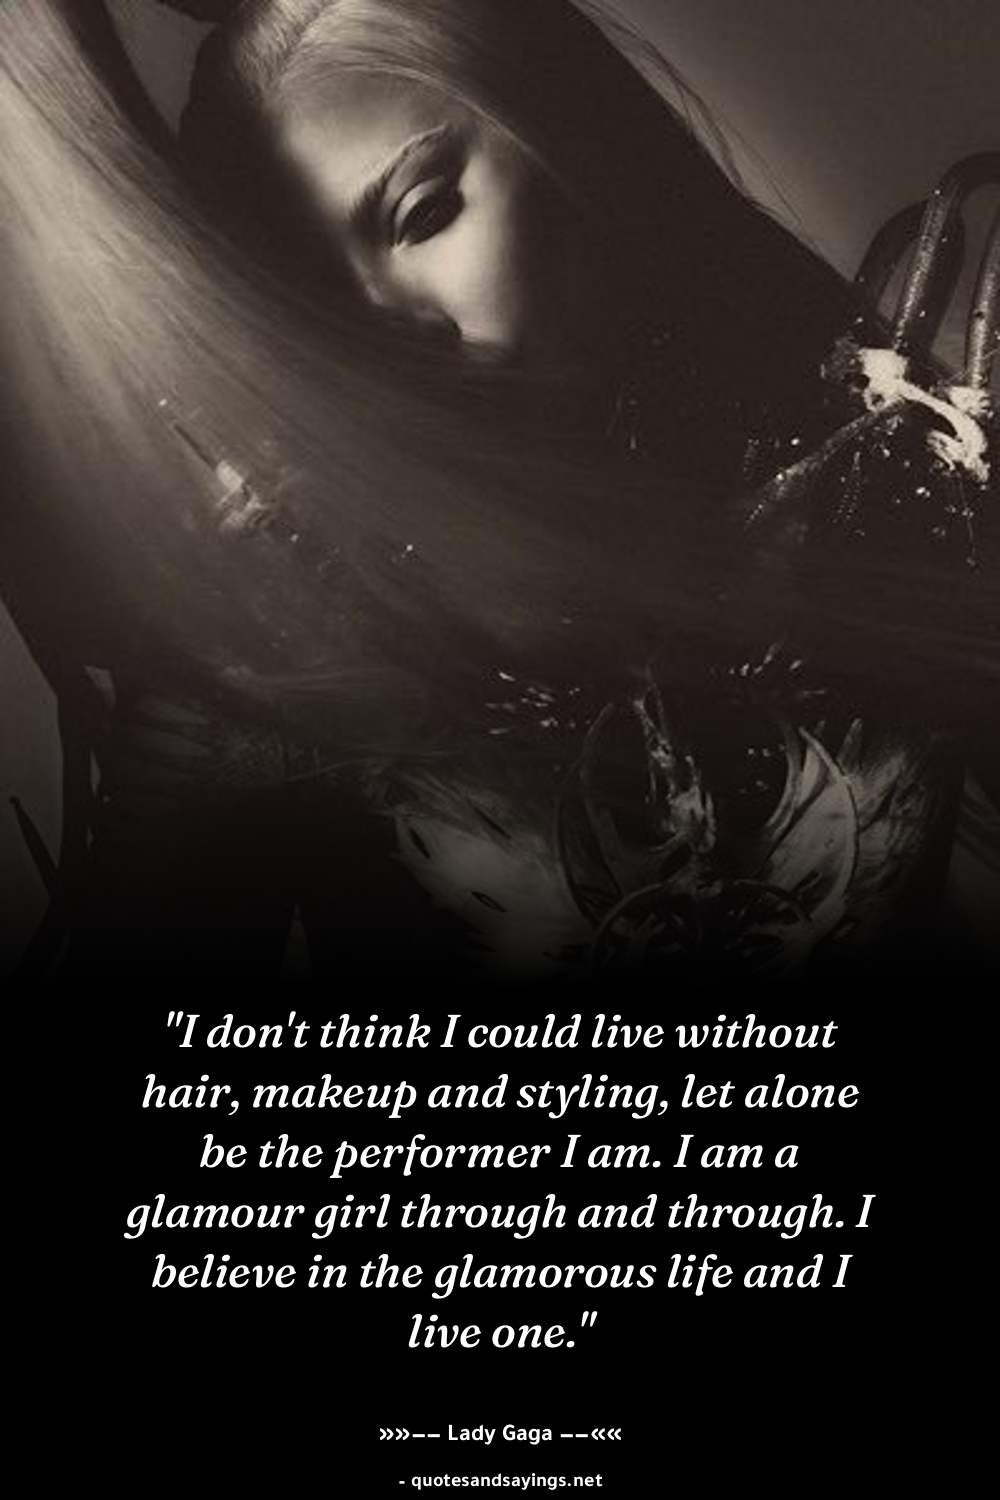 "I don't think I could live without
hair, makeup and styling, let alone
be the performer I am. I am a
glamour girl through and through. I
believe in the glamorous life and I
live one."
»»−− Lady Gaga −−««
- quotesandsayings.net